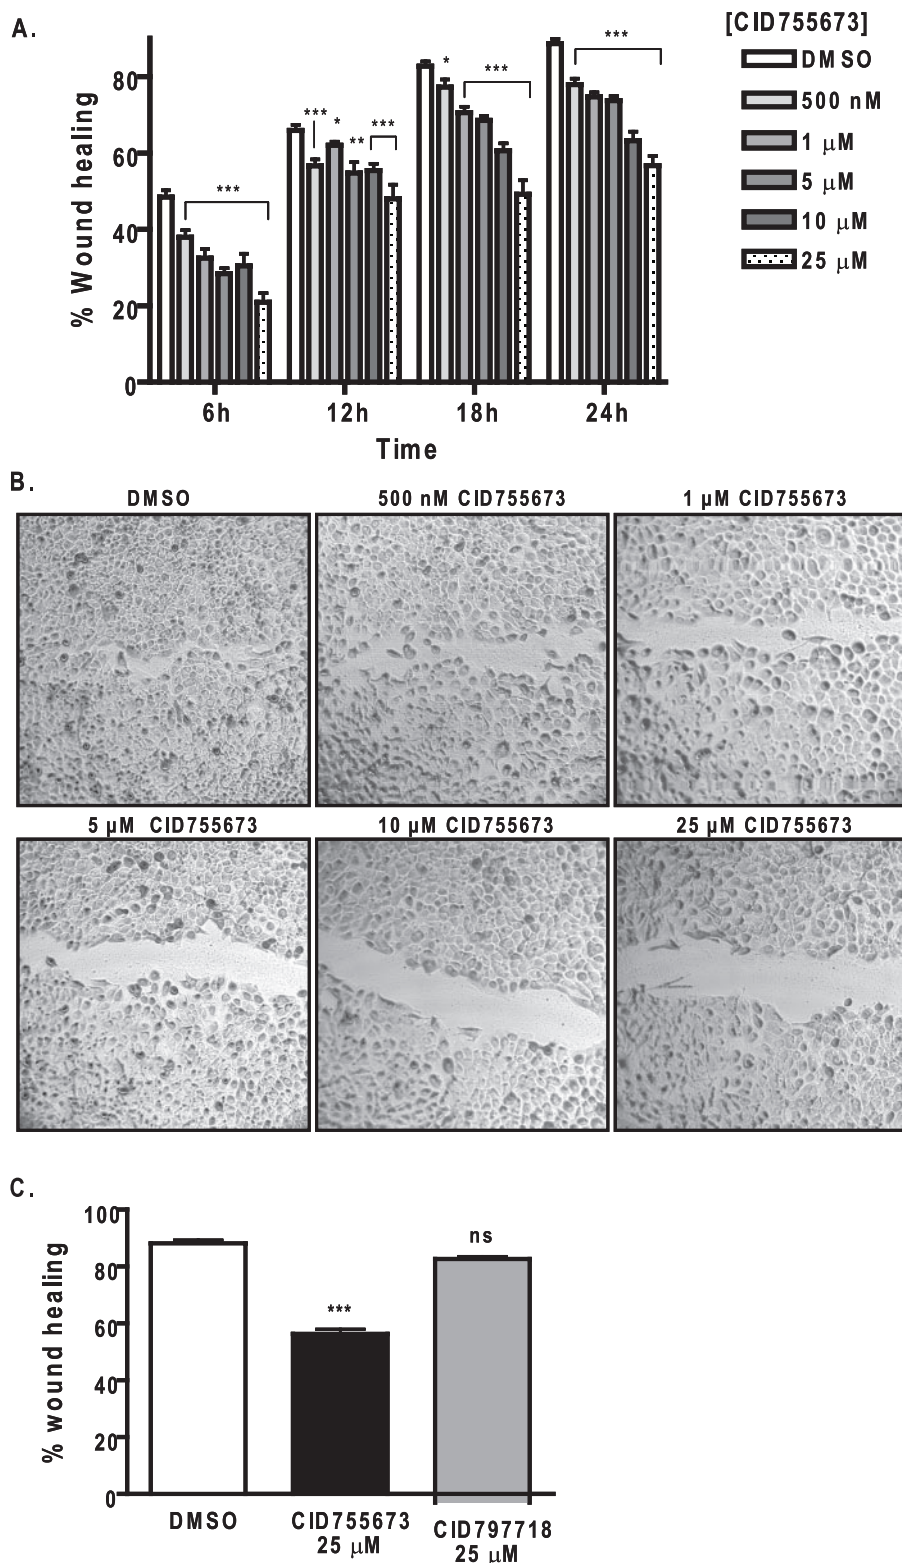 A.
[CID755673]
DMSO
500 nM
1 µM
5 µM
10 µM
25 µM
% Wound healing
80
60
40
20
0
***
*** * ** ***
* ***
***
6h 12h 18h 24h
Time
B.
DMSO 500 nM CID755673 1 µM CID755673
5 µM CID755673 10 µM CID755673 25 µM CID755673
C.
% wound healing
100
80
60
40
20
0
***
ns
DMSO CID755673 CID797718
25 µM 25 µM